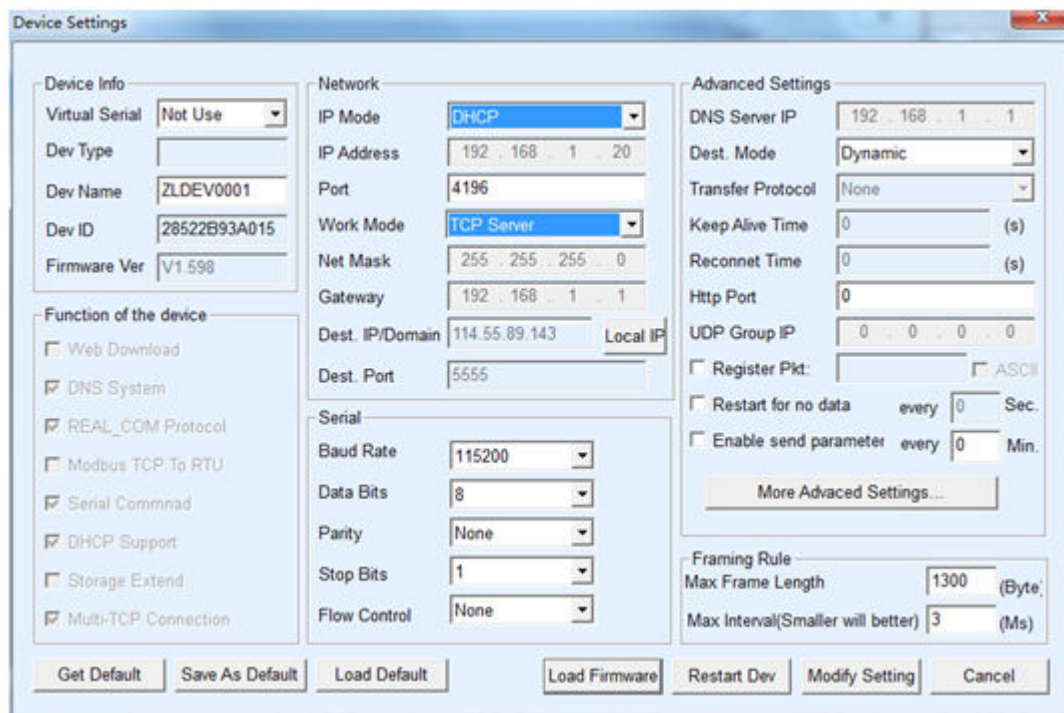 Device Settings
Device Info
Virtual Serial Not Use
Dev Type
Dev Name ZLDEV0001
Dev ID 28522B93A015
Firmware Ver V1.598
Function of the device
Web Download
DNS System
REAL_COM Protocol
Modbus TCP To RTU
Serial Commnad
DHCP Support
Storage Extend
Multi-TCP Connection
Network
IP Mode DHCP
IP Address 192 . 168 . 1 . 20
Port 4196
Work Mode TCP Server
Net Mask 255 . 255 . 255 . 0
Gateway 192 . 168 . 1 . 1
Dest. IP/Domain 114.55.89.143 Local IP
Dest. Port 5555
Serial
Baud Rate 115200
Data Bits 8
Parity None
Stop Bits 1
Flow Control None
Advanced Settings
DNS Server IP 192 . 168 . 1 . 1
Dest. Mode Dynamic
Transfer Protocol None
Keep Alive Time 0 (s)
Reconnet Time 0 (s)
Http Port 0
UDP Group IP 0 . 0 . 0 . 0
Register Pkt: ASCII
Restart for no data every 0 Sec.
Enable send parameter every 0 Min.
More Advaced Settings...
Framing Rule
Max Frame Length 1300 (Byte)
Max Interval(Smaller will better) 3 (Ms)
Get Default Save As Default Load Default Load Firmware Restart Dev Modify Setting Cancel